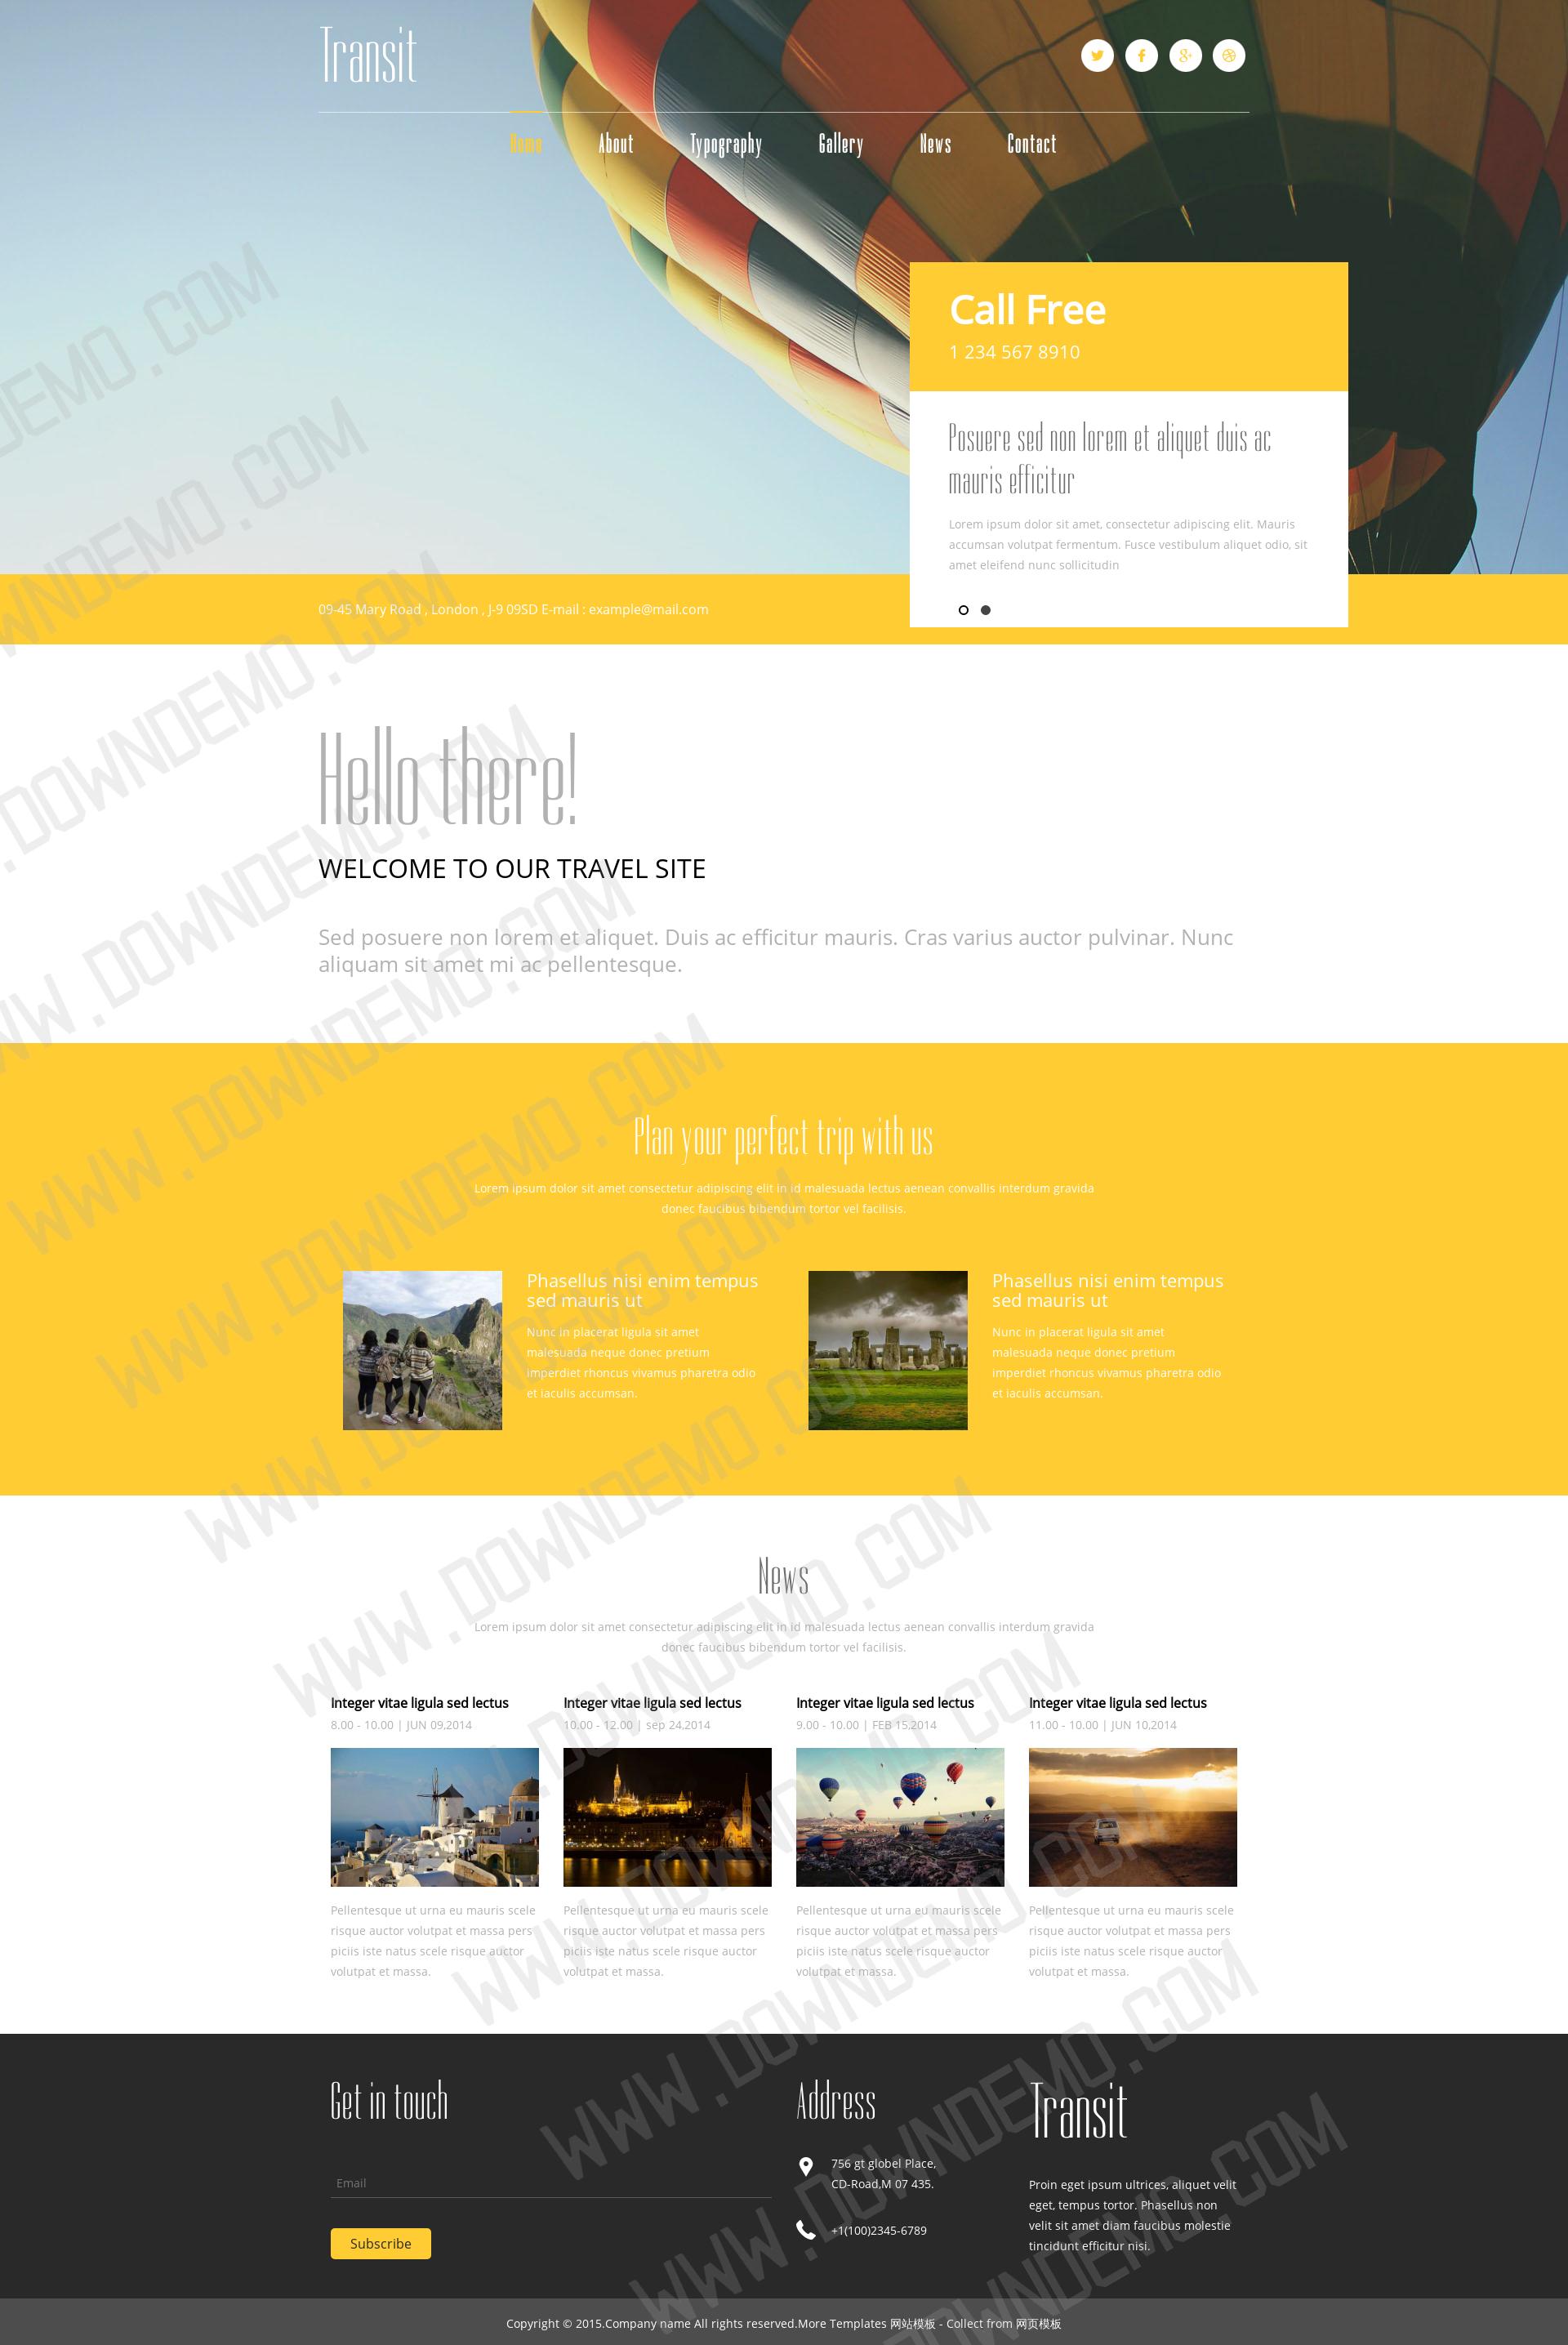 Transit
Home About Typography Gallery News Contact
Call Free
1 234 567 8910
Posuere sed non lorem et aliquet duis ac
mauris efficitur
Lorem ipsum dolor sit amet, consectetur adipiscing elit. Mauris
accumsan volutpat fermentum. Fusce vestibulum aliquet odio, sit
amet eleifend nunc sollicitudin
09-45 Mary Road , London , J-9 09SD E-mail : example@mail.com
Hello there!
WELCOME TO OUR TRAVEL SITE
Sed posuere non lorem et aliquet. Duis ac efficitur mauris. Cras varius auctor pulvinar. Nunc
aliquam sit amet mi ac pellentesque.
Plan your perfect trip with us
Lorem ipsum dolor sit amet consectetur adipiscing elit in id malesuada lectus aenean convallis interdum gravida
donec faucibus bibendum tortor vel facilisis.
Phasellus nisi enim tempus
sed mauris ut
Nunc in placerat ligula sit amet
malesuada neque donec pretium
imperdiet rhoncus vivamus pharetra odio
et iaculis accumsan.
Phasellus nisi enim tempus
sed mauris ut
Nunc in placerat ligula sit amet
malesuada neque donec pretium
imperdiet rhoncus vivamus pharetra odio
et iaculis accumsan.
News
Lorem ipsum dolor sit amet consectetur adipiscing elit in id malesuada lectus aenean convallis interdum gravida
donec faucibus bibendum tortor vel facilisis.
Integer vitae ligula sed lectus
8.00 - 10.00 | JUN 09,2014
Pellentesque ut urna eu mauris scele
risque auctor volutpat et massa pers
piciis iste natus scele risque auctor
volutpat et massa.
Integer vitae ligula sed lectus
10.00 - 12.00 | sep 24,2014
Pellentesque ut urna eu mauris scele
risque auctor volutpat et massa pers
piciis iste natus scele risque auctor
volutpat et massa.
Integer vitae ligula sed lectus
9.00 - 10.00 | FEB 15,2014
Pellentesque ut urna eu mauris scele
risque auctor volutpat et massa pers
piciis iste natus scele risque auctor
volutpat et massa.
Integer vitae ligula sed lectus
11.00 - 10.00 | JUN 10,2014
Pellentesque ut urna eu mauris scele
risque auctor volutpat et massa pers
piciis iste natus scele risque auctor
volutpat et massa.
Get in touch
Email
Subscribe
Address
756 gt globel Place,
CD-Road,M 07 435.
+1(100)2345-6789
Transit
Proin eget ipsum ultrices, aliquet velit
eget, tempus tortor. Phasellus non
velit sit amet diam faucibus molestie
tincidunt efficitur nisi.
Copyright © 2015.Company name All rights reserved.More Templates 网站模板 - Collect from 网页模板
WWW.DOWNDEMO.COM